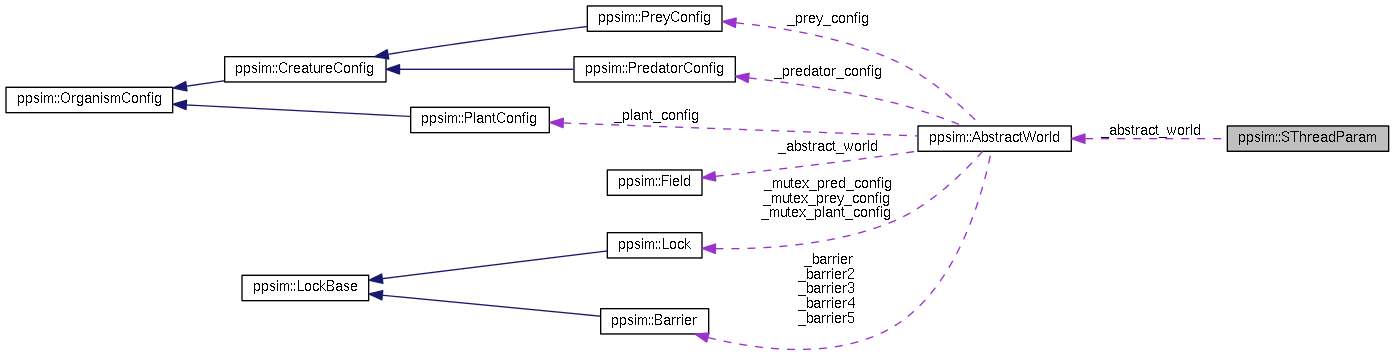 ppsim::PreyConfig
_prey_config
ppsim::CreatureConfig
ppsim::PredatorConfig
_predator_config
ppsim::OrganismConfig
ppsim::PlantConfig
_plant_config
ppsim::AbstractWorld
_abstract_world
ppsim::SThreadParam
_abstract_world
ppsim::Field
_mutex_pred_config
_mutex_prey_config
_mutex_plant_config
ppsim::Lock
ppsim::LockBase
_barrier
_barrier2
_barrier3
_barrier4
_barrier5
ppsim::Barrier